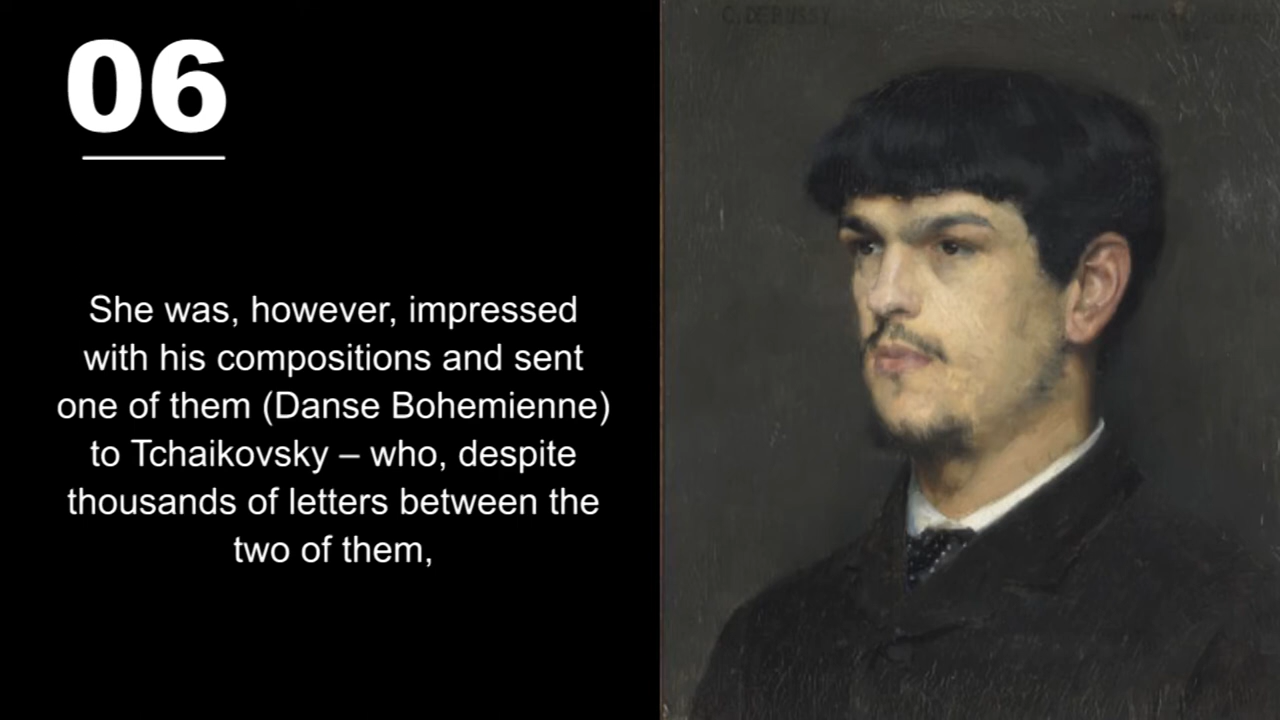 06
C. DEBUSSY
She was, however, impressed
with his compositions and sent
one of them (Danse Bohemienne)
to Tchaikovsky – who, despite
thousands of letters between the
two of them,